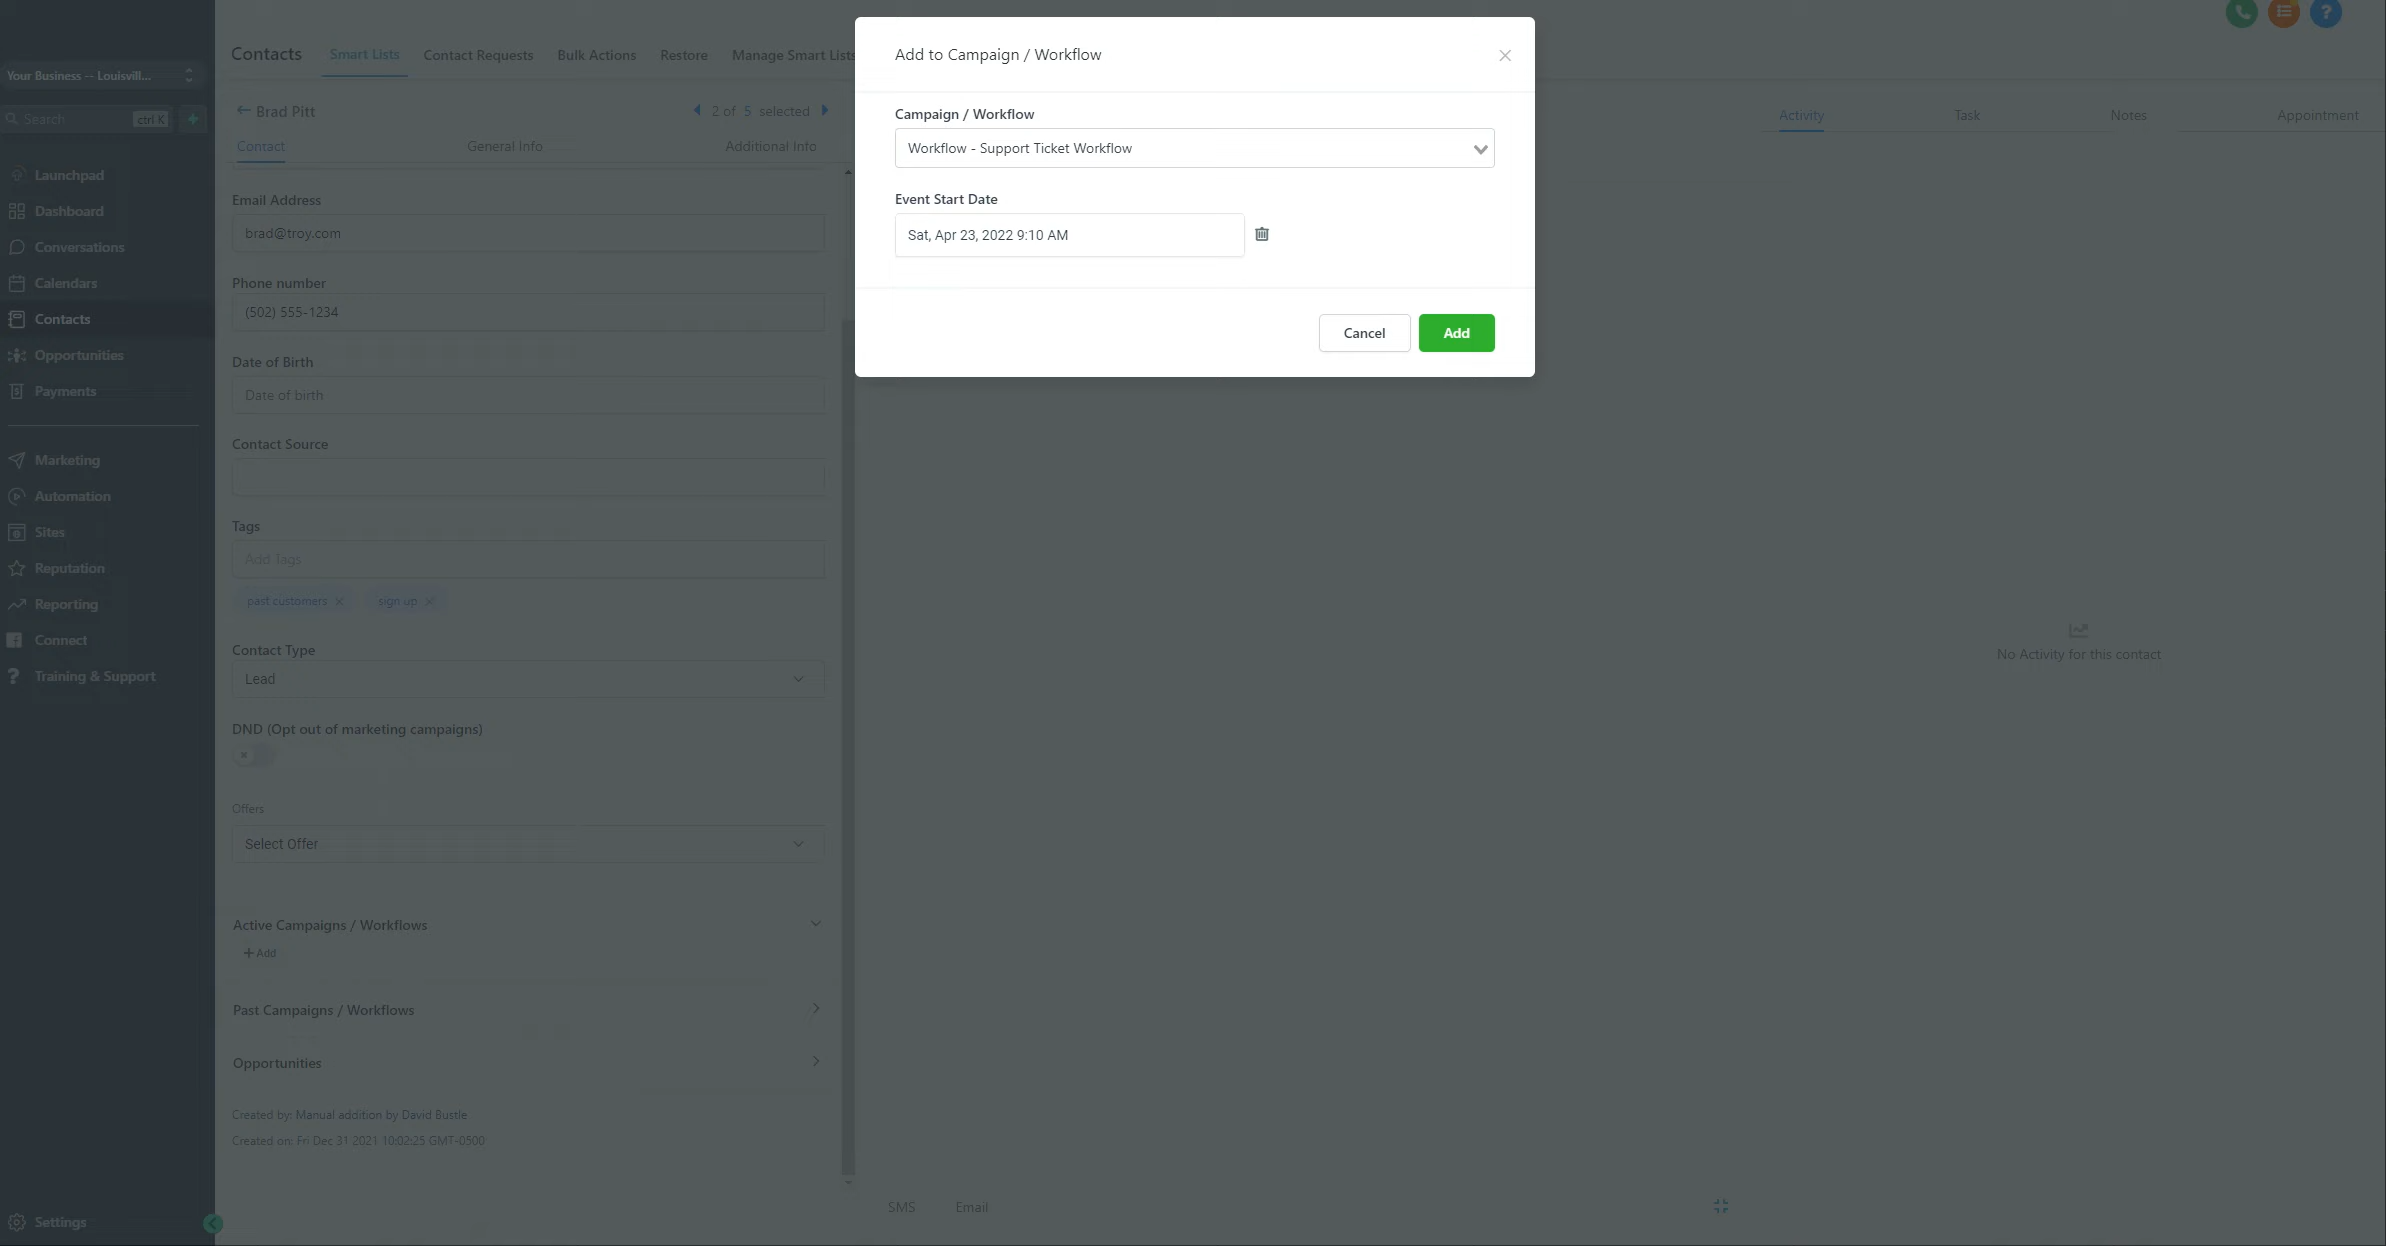 Your Business -- Louisvill...
Search
ctrl K
Launchpad
Dashboard
Conversations
Calendars
Contacts
Opportunities
Payments
Marketing
Automation
Sites
Reputation
Reporting
Connect
Training & Support
Settings
Contacts
Smart Lists
Contact Requests
Bulk Actions
Restore
Manage Smart Lists
Brad Pitt
2 of 5 selected
Contact
General Info
Additional Info
Email Address
brad@troy.com
Phone number
(502) 555-1234
Date of Birth
Date of birth
Contact Source
Tags
Add Tags
past customers
sign up
Contact Type
Lead
DND (Opt out of marketing campaigns)
Offers
Select Offer
Active Campaigns / Workflows
+ Add
Past Campaigns / Workflows
Opportunities
Created by: Manual addition by David Bustle
Created on: Fri Dec 31 2021 10:02:25 GMT-0500
Add to Campaign / Workflow
Campaign / Workflow
Workflow - Support Ticket Workflow
Event Start Date
Sat, Apr 23, 2022 9:10 AM
Cancel
Add
SMS
Email
Activity
Task
Notes
Appointment
No Activity for this contact